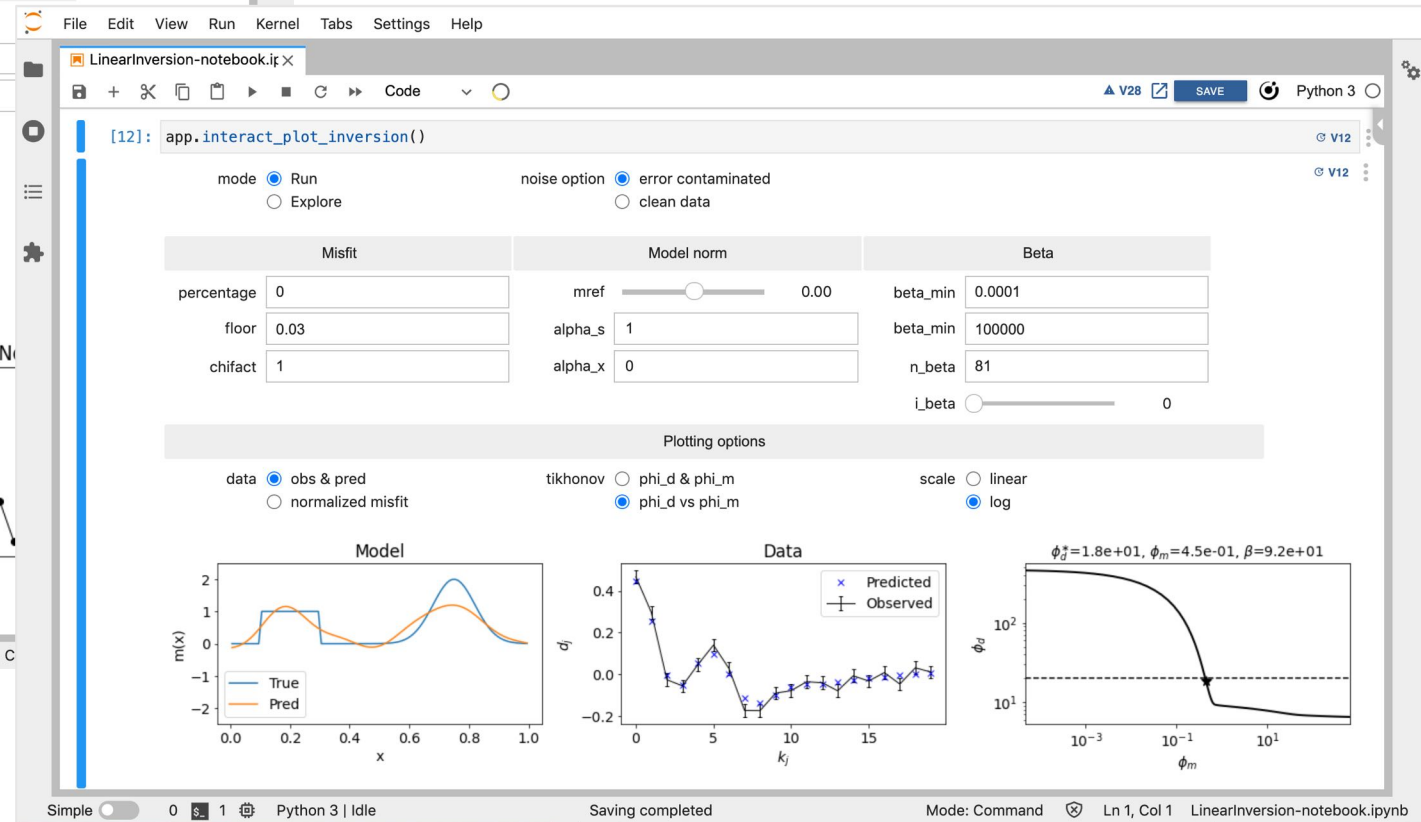 File Edit View Run Kernel Tabs Settings Help
LinearInversion-notebook.ip
Code V28 SAVE Python 3
[12]: app.interact_plot_inversion() V12
V12
mode Run noise option error contaminated
Explore clean data
Misfit Model norm Beta
percentage 0 mref 0.00 beta_min 0.0001
floor 0.03 alpha_s 1 beta_min 100000
chifact 1 alpha_x 0 n_beta 81
i_beta 0
Plotting options
data obs & pred tikhonov phi_d & phi_m scale linear
normalized misfit phi_d vs phi_m log
Model
2
1
0
−1
−2
m(x)
True
Pred
0.0 0.2 0.4 0.6 0.8 1.0
x
Data
0.4
0.2
0.0
−0.2
d_j
Predicted
Observed
0 5 10 15
k_j
ϕ_d^*=1.8e+01, ϕ_m=4.5e-01, β=9.2e+01
10²
10¹
ϕ_d
10⁻³ 10⁻¹ 10¹
ϕ_m
Simple 0 $_ 1 Python 3 | Idle Saving completed Mode: Command Ln 1, Col 1 LinearInversion-notebook.ipynb